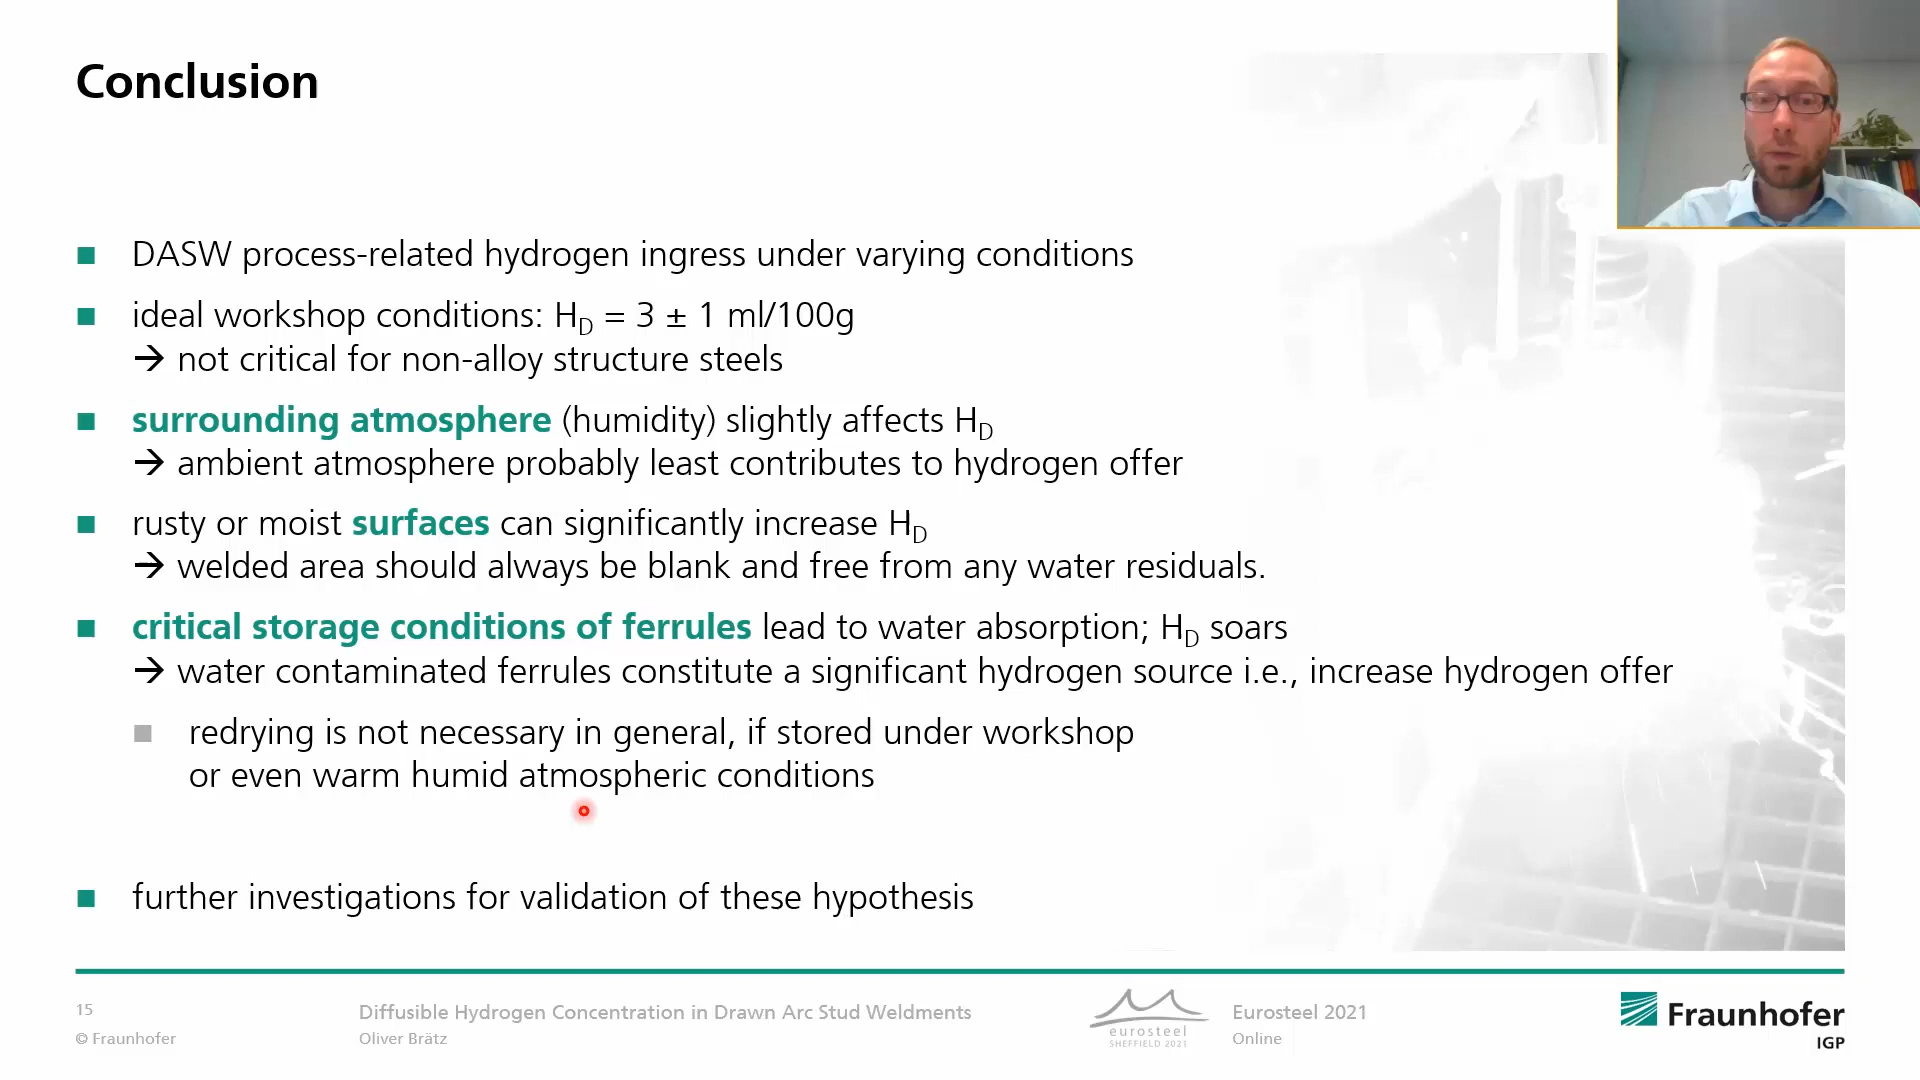 Conclusion
DASW process-related hydrogen ingress under varying conditions
ideal workshop conditions: HD = 3 ± 1 ml/100g
→ not critical for non-alloy structure steels
surrounding atmosphere (humidity) slightly affects HD
→ ambient atmosphere probably least contributes to hydrogen offer
rusty or moist surfaces can significantly increase HD
→ welded area should always be blank and free from any water residuals.
critical storage conditions of ferrules lead to water absorption; HD soars
→ water contaminated ferrules constitute a significant hydrogen source i.e., increase hydrogen offer
redrying is not necessary in general, if stored under workshop
or even warm humid atmospheric conditions
further investigations for validation of these hypothesis
15
© Fraunhofer
Diffusible Hydrogen Concentration in Drawn Arc Stud Weldments
Oliver Brätz
eurosteel
SHEFFIELD 2021
Eurosteel 2021
Online
Fraunhofer
IGP